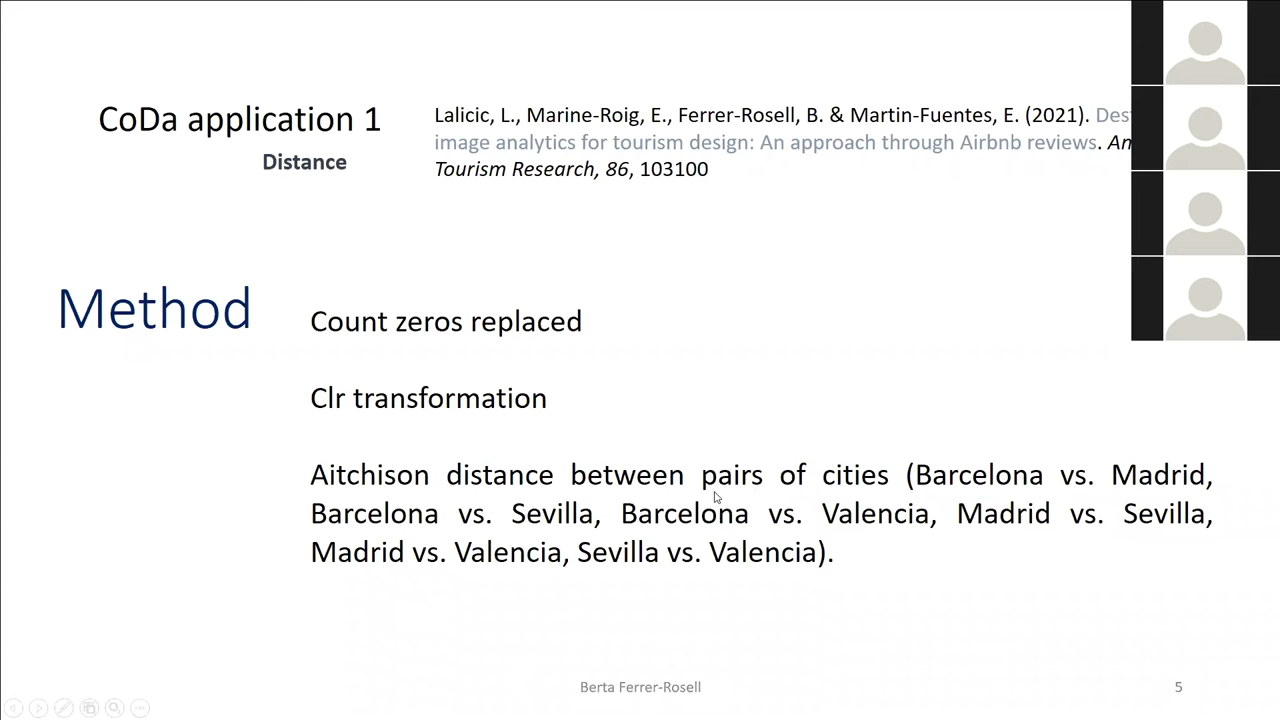 CoDa application 1
Distance
Lalicic, L., Marine-Roig, E., Ferrer-Rosell, B. & Martin-Fuentes, E. (2021).
image analytics for tourism design: An approach through Airbnb reviews.
Tourism Research, 86, 103100
Method
Count zeros replaced
Clr transformation
Aitchison distance between pairs of cities (Barcelona vs. Madrid,
Barcelona vs. Sevilla, Barcelona vs. Valencia, Madrid vs. Sevilla,
Madrid vs. Valencia, Sevilla vs. Valencia).
Berta Ferrer-Rosell
5